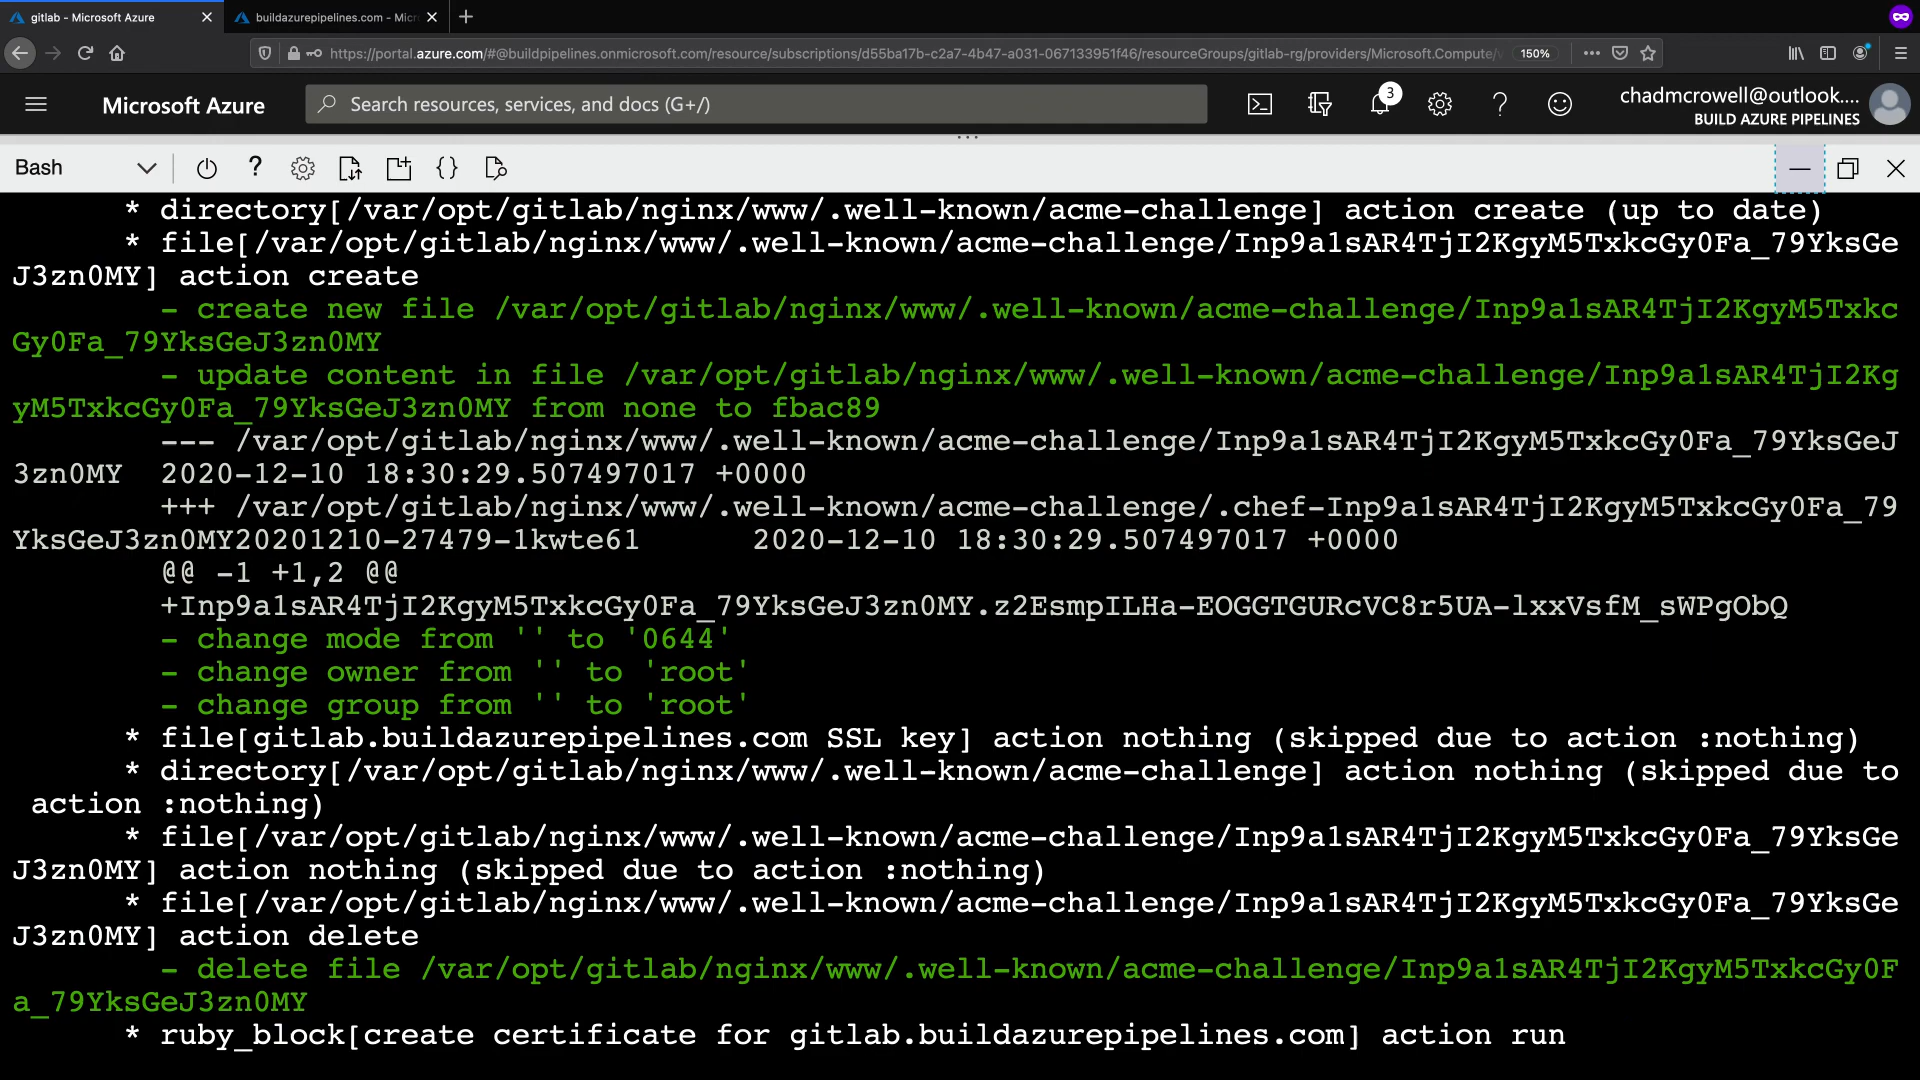 gitlab - Microsoft Azure
buildazurepipelines.com - Mic
https://portal.azure.com/#@buildpipelines.onmicrosoft.com/resource/subscriptions/d55ba17b-c2a7-4b47-a031-067133951f46/resourceGroups/gitlab-rg/providers/Microsoft.Compute/
150%
Microsoft Azure
Search resources, services, and docs (G+/)
3
chadmcrowell@outlook....
BUILD AZURE PIPELINES
Bash
* directory[/var/opt/gitlab/nginx/www/.well-known/acme-challenge] action create (up to date)
* file[/var/opt/gitlab/nginx/www/.well-known/acme-challenge/Inp9a1sAR4TjI2KgyM5TxkcGy0Fa_79YksGe
J3zn0MY] action create
- create new file /var/opt/gitlab/nginx/www/.well-known/acme-challenge/Inp9a1sAR4TjI2KgyM5Txkc
Gy0Fa_79YksGeJ3zn0MY
- update content in file /var/opt/gitlab/nginx/www/.well-known/acme-challenge/Inp9a1sAR4TjI2Kg
yM5TxkcGy0Fa_79YksGeJ3zn0MY from none to fbac89
--- /var/opt/gitlab/nginx/www/.well-known/acme-challenge/Inp9a1sAR4TjI2KgyM5TxkcGy0Fa_79YksGeJ
3zn0MY 2020-12-10 18:30:29.507497017 +0000
+++ /var/opt/gitlab/nginx/www/.well-known/acme-challenge/.chef-Inp9a1sAR4TjI2KgyM5TxkcGy0Fa_79
YksGeJ3zn0MY20201210-27479-1kwte61 2020-12-10 18:30:29.507497017 +0000
@@ -1 +1,2 @@
+Inp9a1sAR4TjI2KgyM5TxkcGy0Fa_79YksGeJ3zn0MY.z2EsmpILHa-EOGGTGURcVC8r5UA-lxxVsfM_sWPgObQ
- change mode from '' to '0644'
- change owner from '' to 'root'
- change group from '' to 'root'
* file[gitlab.buildazurepipelines.com SSL key] action nothing (skipped due to action :nothing)
* directory[/var/opt/gitlab/nginx/www/.well-known/acme-challenge] action nothing (skipped due to
action :nothing)
* file[/var/opt/gitlab/nginx/www/.well-known/acme-challenge/Inp9a1sAR4TjI2KgyM5TxkcGy0Fa_79YksGe
J3zn0MY] action nothing (skipped due to action :nothing)
* file[/var/opt/gitlab/nginx/www/.well-known/acme-challenge/Inp9a1sAR4TjI2KgyM5TxkcGy0Fa_79YksGe
J3zn0MY] action delete
- delete file /var/opt/gitlab/nginx/www/.well-known/acme-challenge/Inp9a1sAR4TjI2KgyM5TxkcGy0F
a_79YksGeJ3zn0MY
* ruby_block[create certificate for gitlab.buildazurepipelines.com] action run